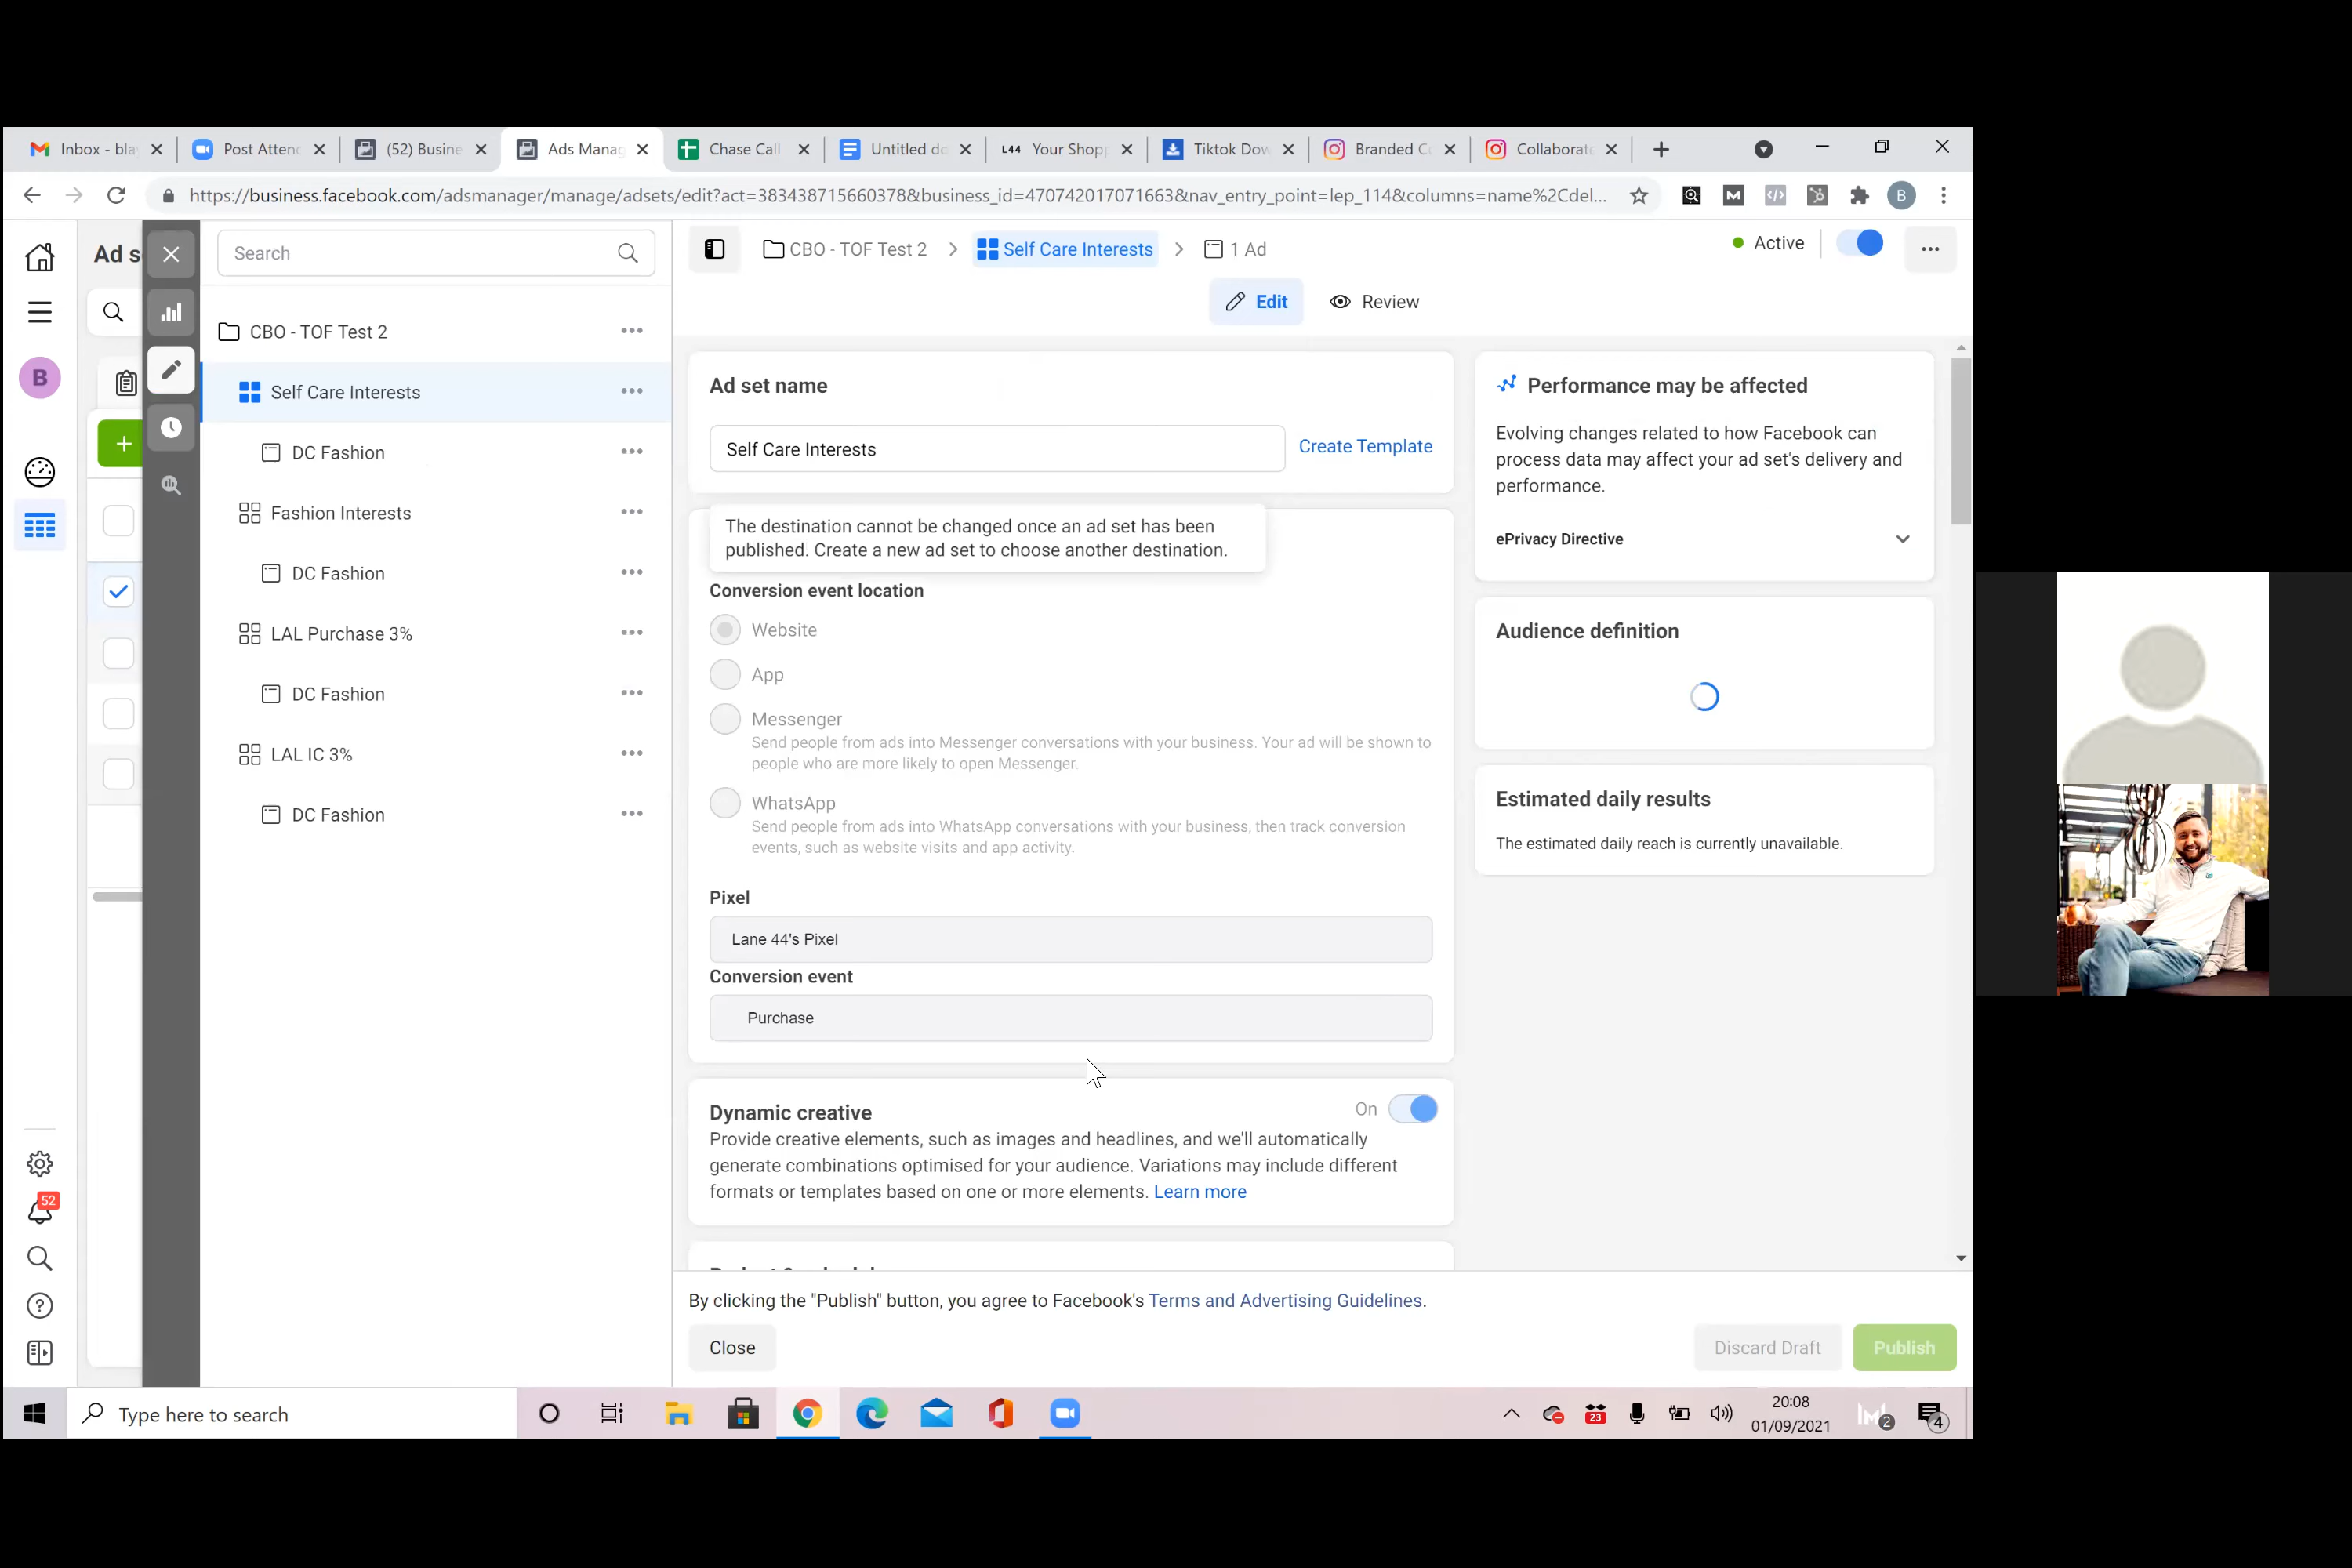 Inbox - bla
Post Attend
(52) Busine
Ads Manag
Chase Call
Untitled do
L44 Your Shopp
Tiktok Dow
Branded C
Collaborate
https://business.facebook.com/adsmanager/manage/adsets/edit?act=383438715660378&business_id=470742017071663&nav_entry_point=lep_114&columns=name%2Cdel...
B
Ad s
Search
CBO - TOF Test 2
Self Care Interests
1 Ad
Active
Edit
Review
B
CBO - TOF Test 2
Self Care Interests
DC Fashion
Fashion Interests
DC Fashion
LAL Purchase 3%
DC Fashion
LAL IC 3%
DC Fashion
Ad set name
Self Care Interests
Create Template
The destination cannot be changed once an ad set has been
published. Create a new ad set to choose another destination.
Conversion event location
Website
App
Messenger
Send people from ads into Messenger conversations with your business. Your ad will be shown to
people who are more likely to open Messenger.
WhatsApp
Send people from ads into WhatsApp conversations with your business, then track conversion
events, such as website visits and app activity.
Pixel
Lane 44's Pixel
Conversion event
Purchase
Dynamic creative
On
Provide creative elements, such as images and headlines, and we'll automatically
generate combinations optimised for your audience. Variations may include different
formats or templates based on one or more elements. Learn more
Performance may be affected
Evolving changes related to how Facebook can
process data may affect your ad set's delivery and
performance.
ePrivacy Directive
Audience definition
Estimated daily results
The estimated daily reach is currently unavailable.
52
By clicking the "Publish" button, you agree to Facebook's Terms and Advertising Guidelines.
Close
Discard Draft
Publish
Type here to search
23
20:08
01/09/2021
2
4